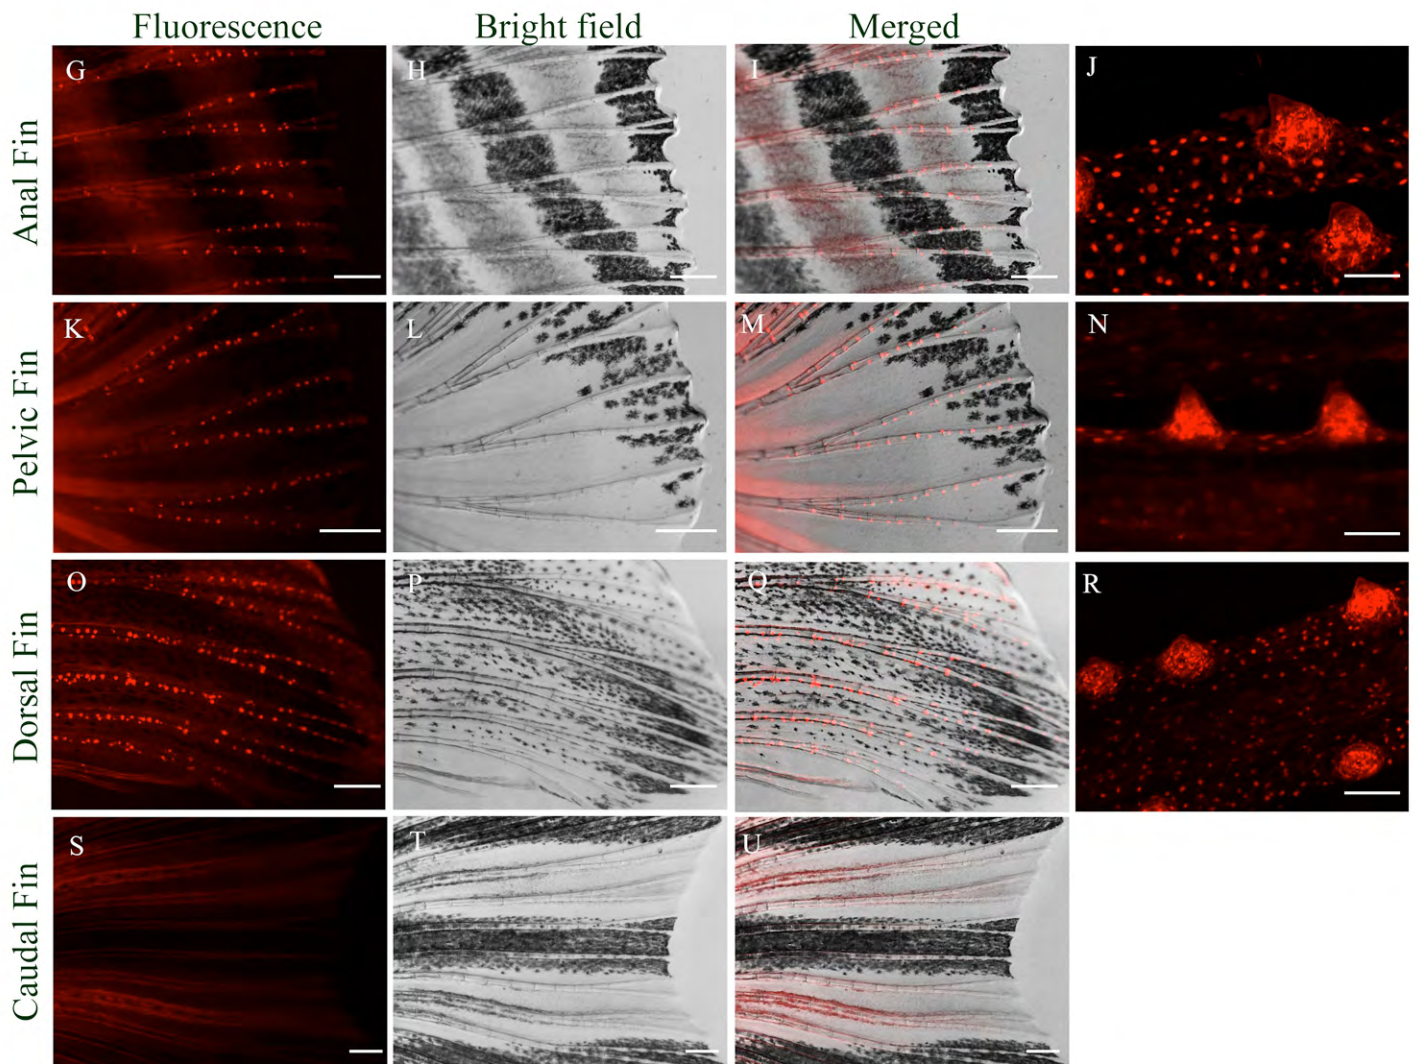 Fluorescence Bright field Merged
Anal Fin
G H I J
Pelvic Fin
K L M N
Dorsal Fin
O P Q R
Caudal Fin
S T U